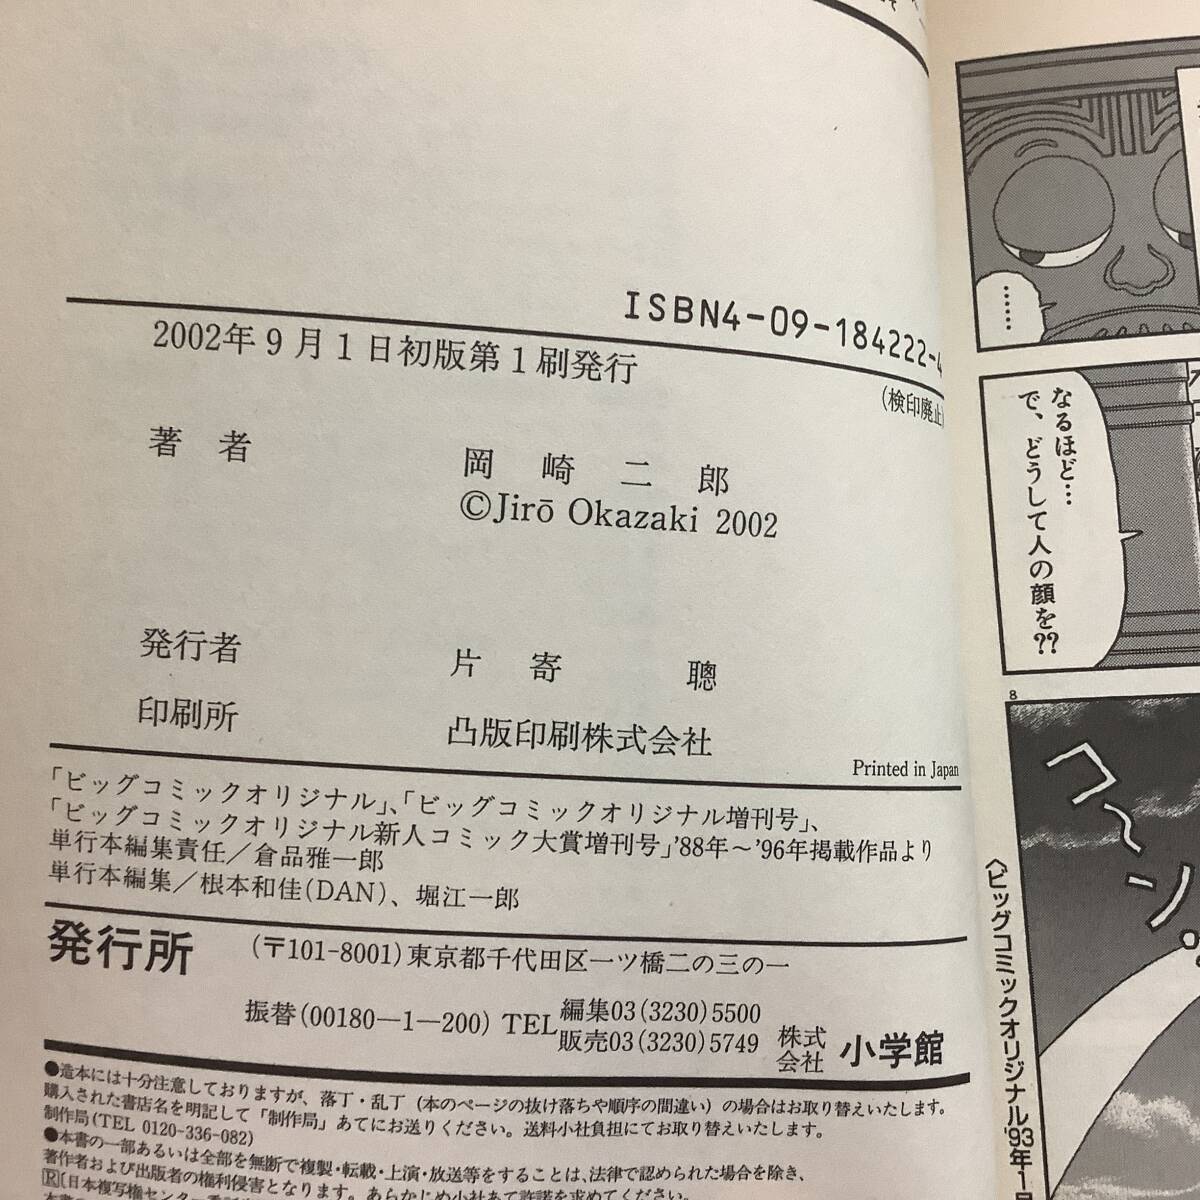 ISBN4-09-184222-4
2002年9月1日初版第1刷発行
(検印廃止)
著者 岡崎二郎
©Jirō Okazaki 2002
発行者 片寄 聰
印刷所 凸版印刷株式会社
Printed in Japan
「ビッグコミックオリジナル」、「ビッグコミックオリジナル増刊号」、
「ビッグコミックオリジナル新人コミック大賞増刊号」'88年〜'96年掲載作品より
単行本編集責任／倉品雅一郎
単行本編集／根本和佳(DAN)、堀江一郎
発行所 (〒101-8001)東京都千代田区一ツ橋二の三の一
振替(00180—1—200) TEL 編集03(3230)5500
販売03(3230)5749
株式会社 小学館
●造本には十分注意しておりますが、落丁・乱丁（本のページの抜け落ちや順序の間違い）の場合はお取り替えいたします。
購入された書店名を明記して「制作局」あてにお送りください。送料小社負担にてお取り替えいたします。
制作局(TEL 0120-336-082)
●本書の一部あるいは全部を無断で複製・転載・上演・放送等をすることは、法律で認められた場合を除き、
著作者および出版者の権利侵害となります。あらかじめ小社あて許諾を求めてください。
R〔日本複写権センター委託出
……
なるほど…
で、どうして人の顔を??
8
コ〜ン。
〈ビッグコミックオリジナル'93年1月